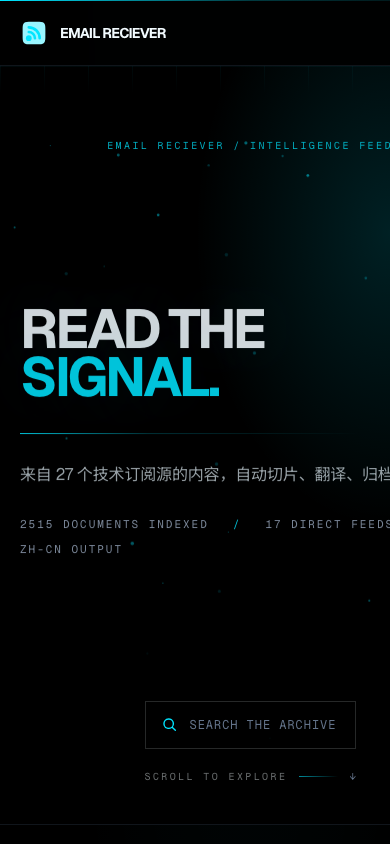 EMAIL RECIEVER
EMAIL RECIEVER / INTELLIGENCE FEED
READ THE
SIGNAL.
来自 27 个技术订阅源的内容，自动切片、翻译、归档
2515 DOCUMENTS INDEXED / 17 DIRECT FEEDS
ZH-CN OUTPUT
SEARCH THE ARCHIVE
SCROLL TO EXPLORE ↓